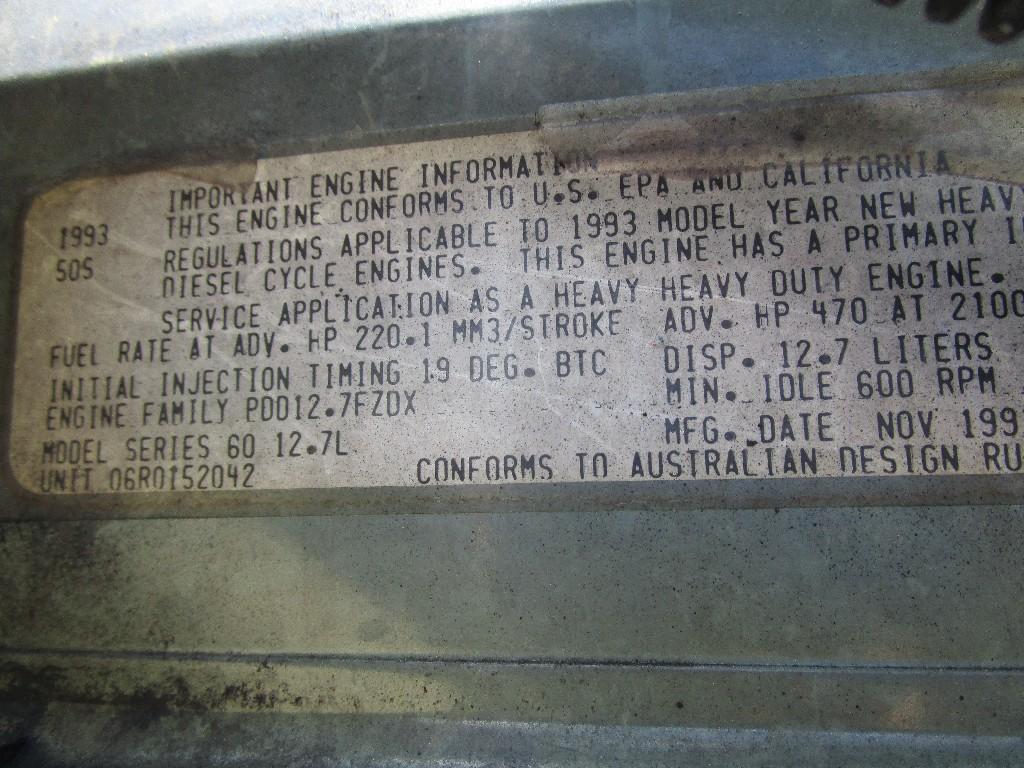 IMPORTANT ENGINE INFORMATION
THIS ENGINE CONFORMS TO U.S. EPA AND CALIFORNIA
1993 REGULATIONS APPLICABLE TO 1993 MODEL YEAR NEW HEAV
50S DIESEL CYCLE ENGINES. THIS ENGINE HAS A PRIMARY I
SERVICE APPLICATION AS A HEAVY HEAVY DUTY ENGINE.
FUEL RATE AT ADV. HP 220.1 MM3/STROKE ADV. HP 470 AT 2100
INITIAL INJECTION TIMING 19 DEG. BTC DISP. 12.7 LITERS
ENGINE FAMILY PDD12.7FZDX MIN. IDLE 600 RPM
MODEL SERIES 60 12.7L MFG. DATE NOV 199
UNIT 06R0152042 CONFORMS TO AUSTRALIAN DESIGN RU